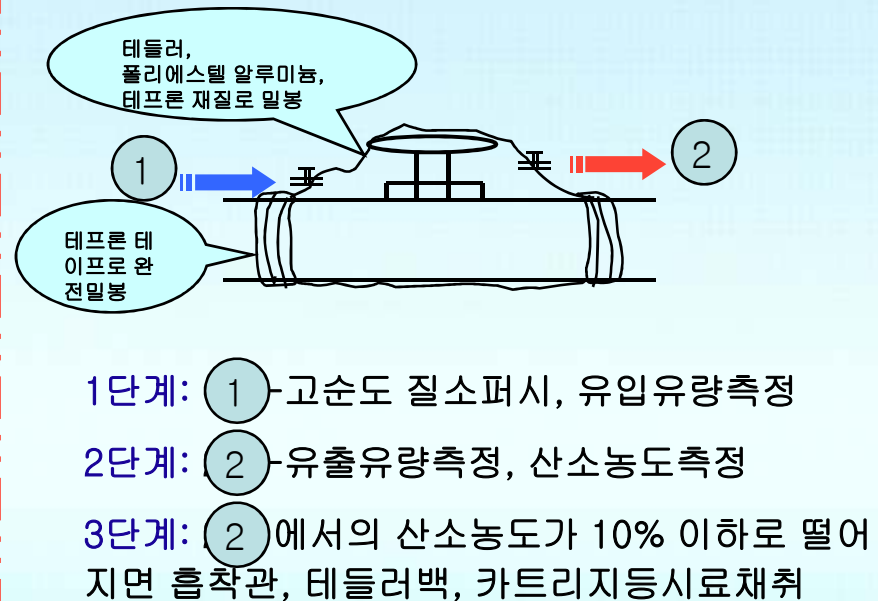 테들러,
폴리에스텔 알루미늄,
테프론 재질로 밀봉
1
2
테프론 테
이프로 완
전밀봉
1단계: 1-고순도 질소퍼시, 유입유량측정
2단계: 2-유출유량측정, 산소농도측정
3단계: 2에서의 산소농도가 10% 이하로 떨어
지면 흡착관, 테들러백, 카트리지등시료채취